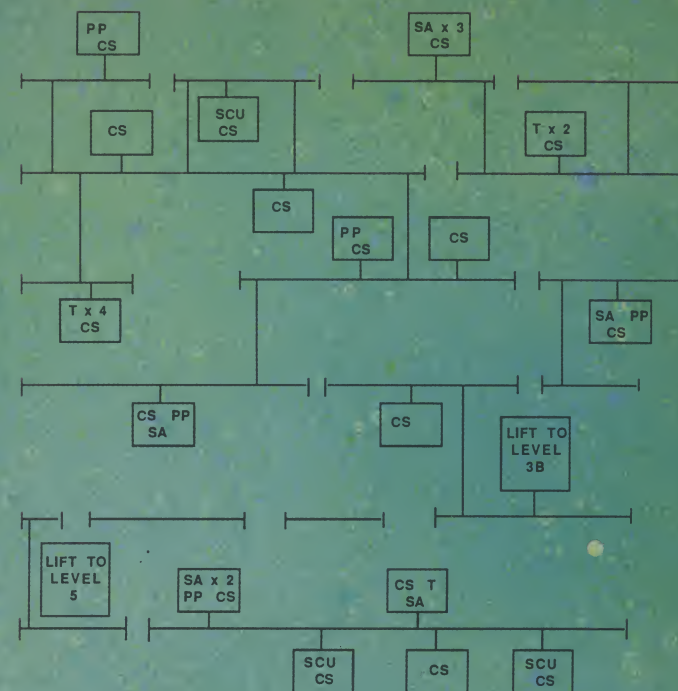 PP
CS
SA x 3
CS
CS
SCU
CS
T x 2
CS
CS
PP
CS
CS
T x 4
CS
SA PP
CS
CS PP
SA
CS
LIFT TO
LEVEL
3B
LIFT TO
LEVEL
5
SA x 2
PP CS
CS T
SA
SCU
CS
CS
SCU
CS